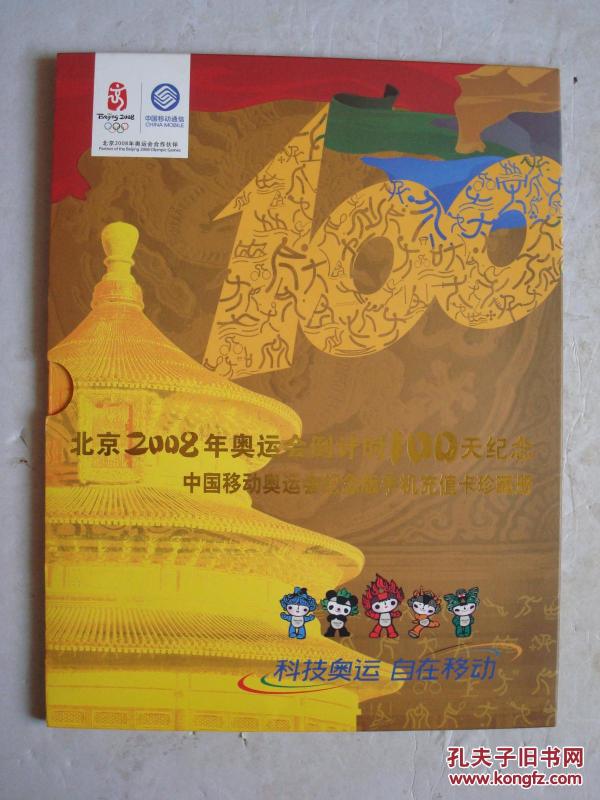 Beijing 2008
中国移动通信
CHINA MOBILE
北京2008年奥运会合作伙伴
Partner of the Beijing 2008 Olympic Games
100
北京2008年奥运会倒计时100天纪念
中国移动奥运会纪念版手机充值卡珍藏册
科技奥运 自在移动
孔夫子旧书网
www.kongfz.com